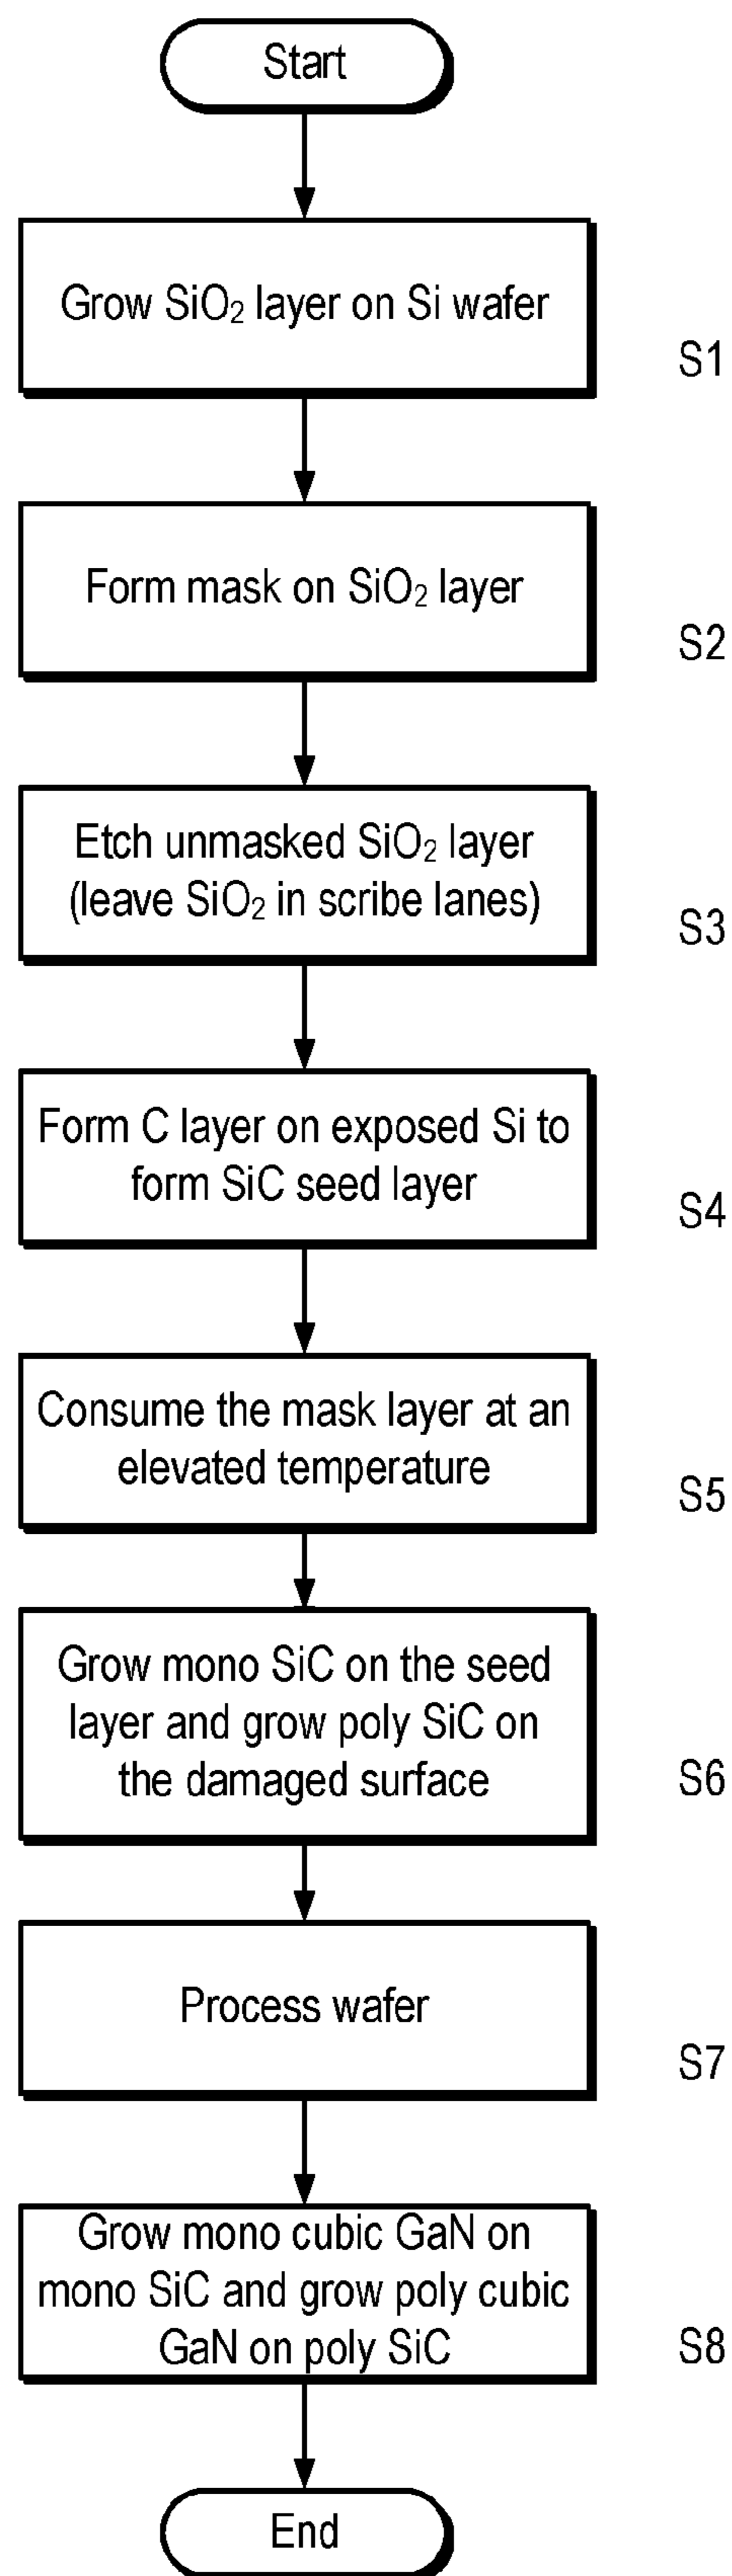 Start
Grow SiO₂ layer on Si wafer
S1
Form mask on SiO₂ layer
S2
Etch unmasked SiO₂ layer
(leave SiO₂ in scribe lanes)
S3
Form C layer on exposed Si to
form SiC seed layer
S4
Consume the mask layer at an
elevated temperature
S5
Grow mono SiC on the seed
layer and grow poly SiC on
the damaged surface
S6
Process wafer
S7
Grow mono cubic GaN on
mono SiC and grow poly cubic
GaN on poly SiC
S8
End